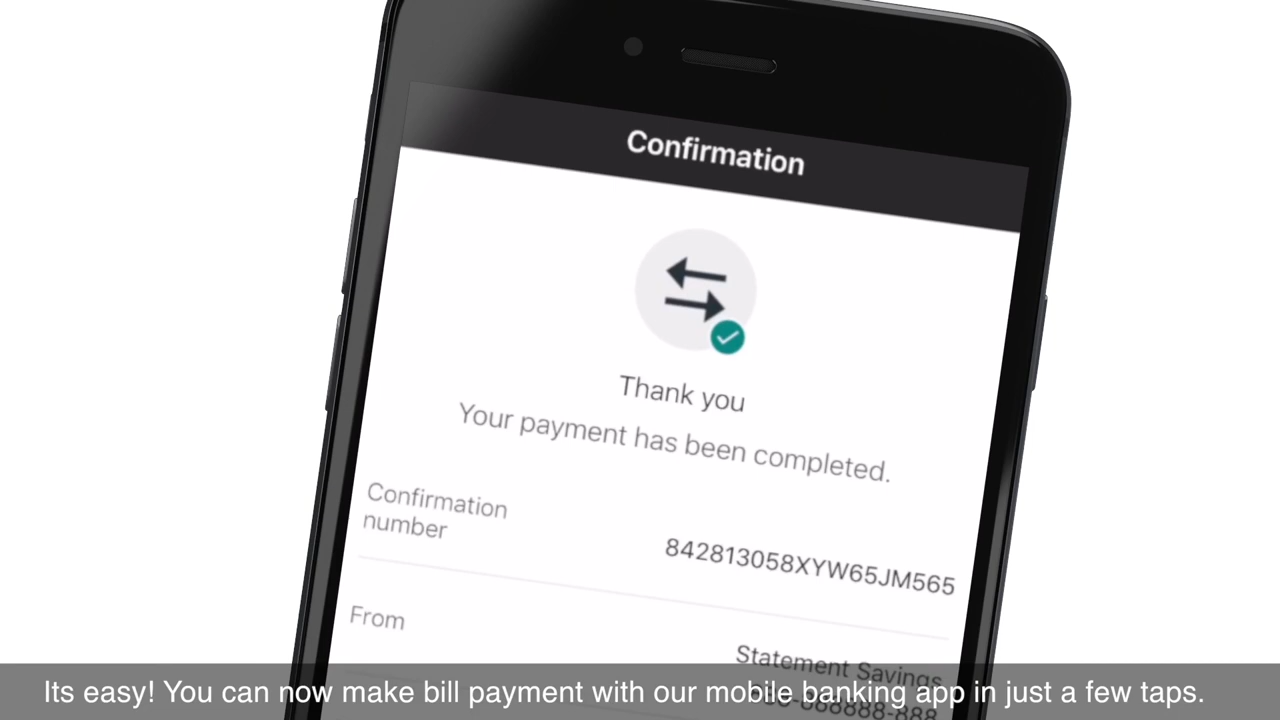 Confirmation
Thank you
Your payment has been completed.
Confirmation
number
842813058XYW65JM565
From
Statement Savings
Its easy! You can now make bill payment with our mobile banking app in just a few taps.